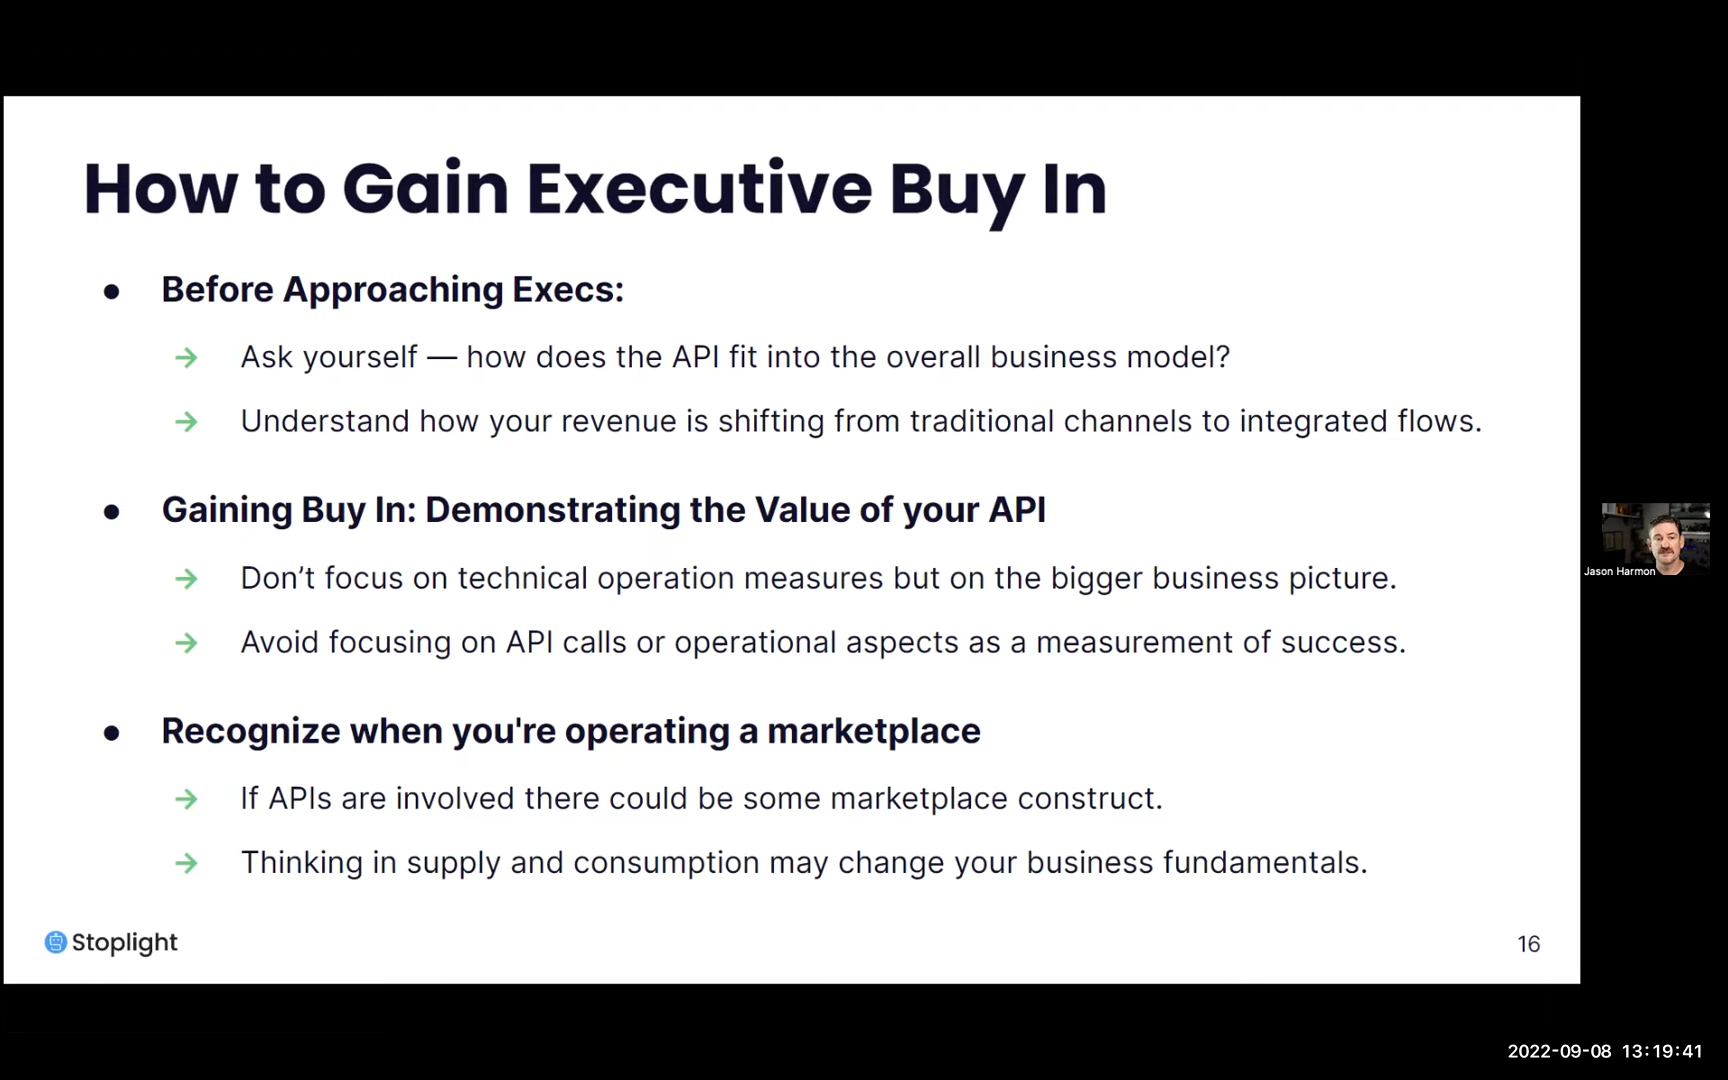 How to Gain Executive Buy In
● Before Approaching Execs:
→ Ask yourself — how does the API fit into the overall business model?
→ Understand how your revenue is shifting from traditional channels to integrated flows.
● Gaining Buy In: Demonstrating the Value of your API
→ Don’t focus on technical operation measures but on the bigger business picture.
→ Avoid focusing on API calls or operational aspects as a measurement of success.
● Recognize when you're operating a marketplace
→ If APIs are involved there could be some marketplace construct.
→ Thinking in supply and consumption may change your business fundamentals.
Stoplight
16
Jason Harmon
2022-09-08 13:19:41